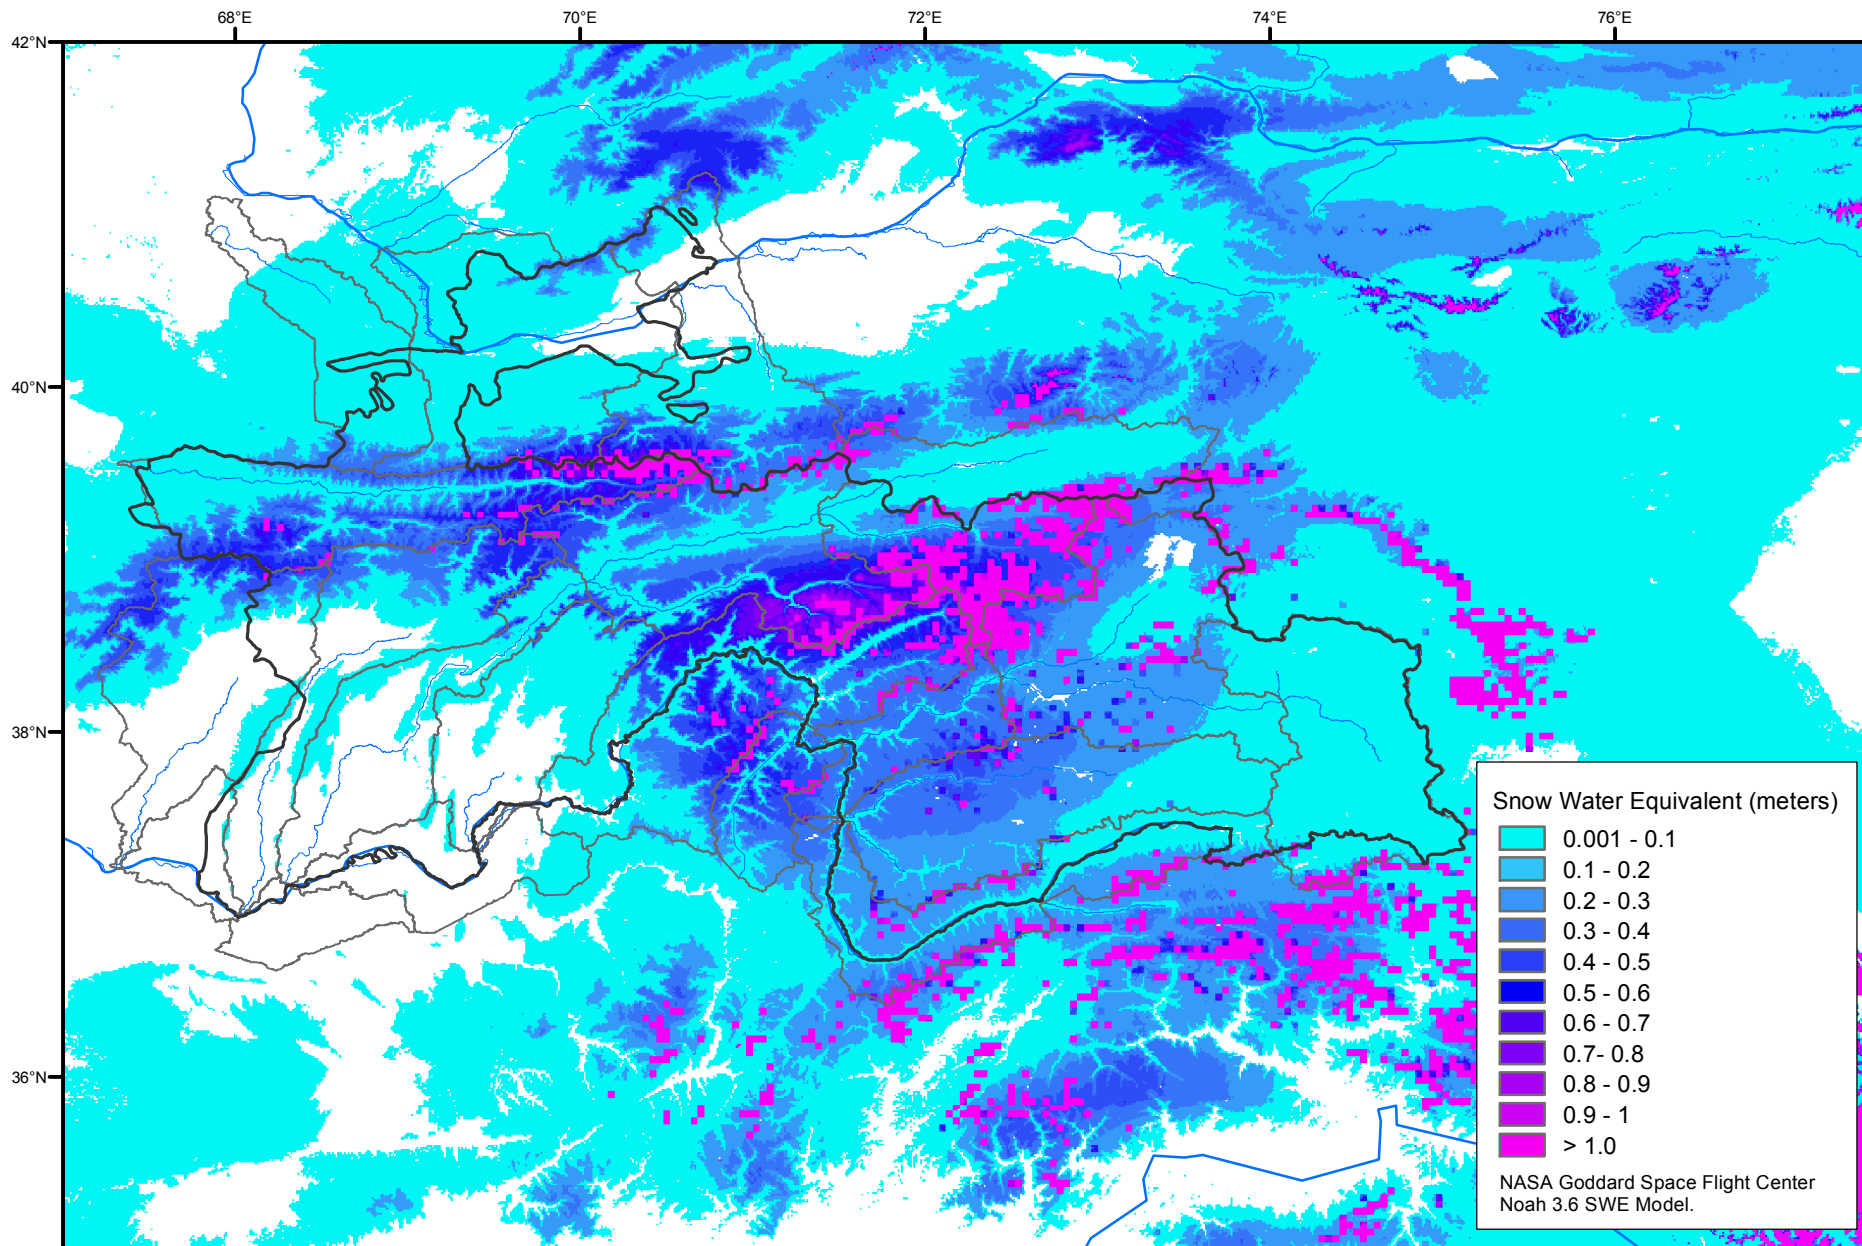 68°E
70°E
72°E
74°E
76°E
42°N
40°N
38°N
36°N
Snow Water Equivalent (meters)
0.001 - 0.1
0.1 - 0.2
0.2 - 0.3
0.3 - 0.4
0.4 - 0.5
0.5 - 0.6
0.6 - 0.7
0.7- 0.8
0.8 - 0.9
0.9 - 1
> 1.0
NASA Goddard Space Flight Center
Noah 3.6 SWE Model.